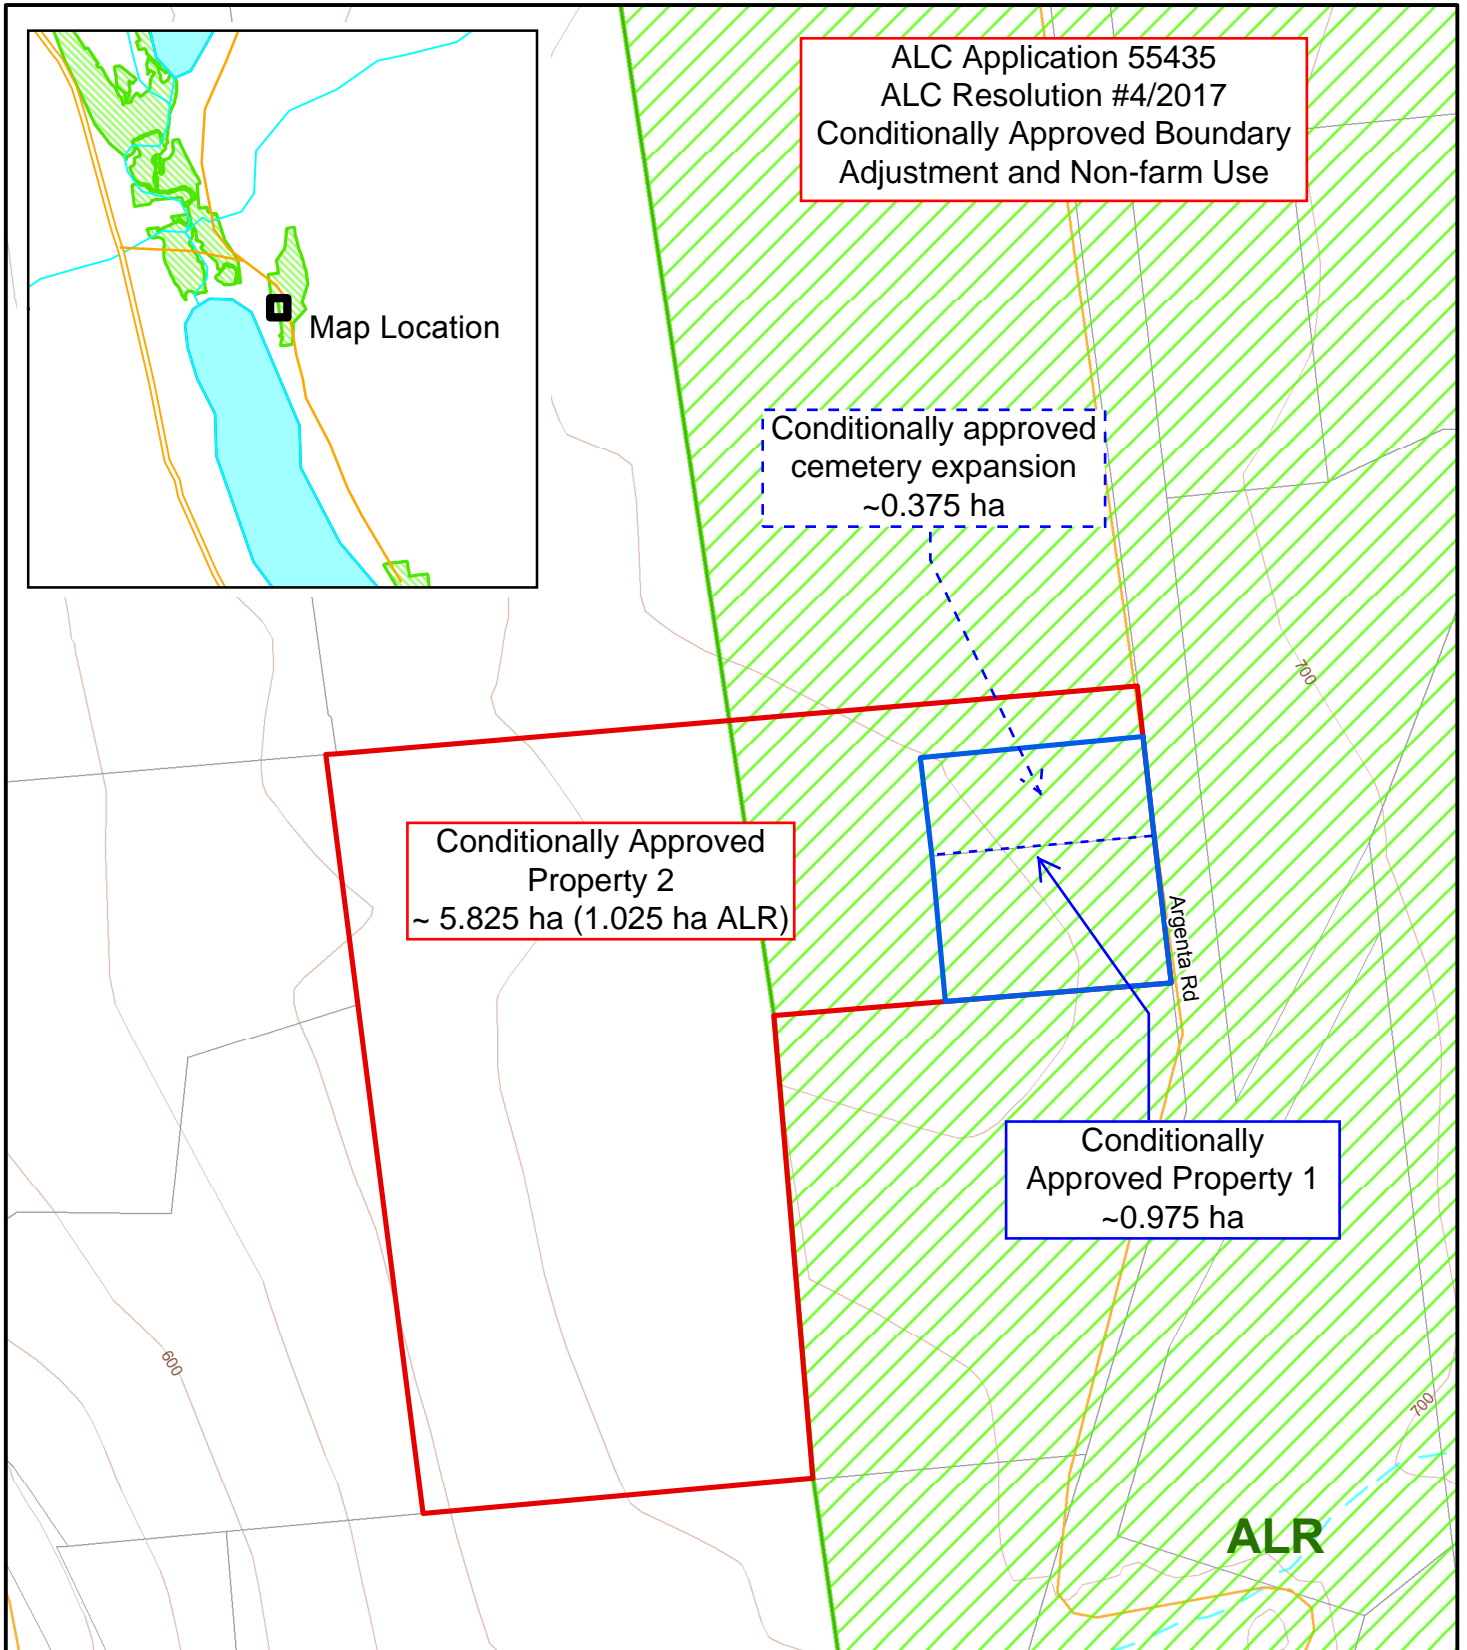 ALC Application 55435
ALC Resolution #4/2017
Conditionally Approved Boundary
Adjustment and Non-farm Use
Map Location
Conditionally approved
cemetery expansion
~0.375 ha
700
Conditionally Approved
Property 2
~ 5.825 ha (1.025 ha ALR)
Argenta Rd
Conditionally
Approved Property 1
~0.975 ha
600
700
ALR